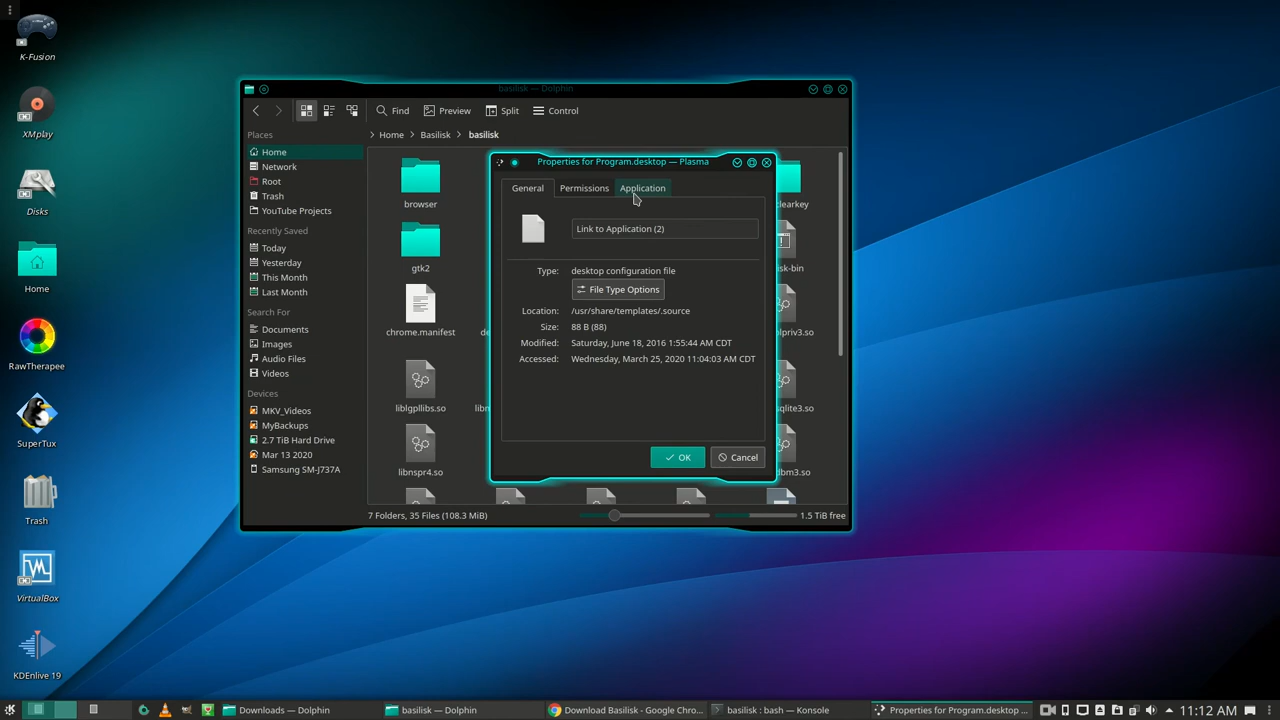 K-Fusion
XMplay
Disks
Home
RawTherapee
SuperTux
Trash
VirtualBox
KDEnlive 19
basilisk — Dolphin
Find
Preview
Split
Control
Home
Basilisk
basilisk
Places
Home
Network
Root
Trash
YouTube Projects
Recently Saved
Today
Yesterday
This Month
Last Month
Search For
Documents
Images
Audio Files
Videos
Devices
MKV_Videos
MyBackups
2.7 TiB Hard Drive
Mar 13 2020
Samsung SM-J737A
browser
gtk2
chrome.manifest
liblgpllibs.so
libnspr4.so
clearkey
7 Folders, 35 Files (108.3 MiB)
1.5 TiB free
Properties for Program.desktop — Plasma
General
Permissions
Application
Link to Application (2)
Type: desktop configuration file
File Type Options
Location: /usr/share/templates/.source
Size: 88 B (88)
Modified: Saturday, June 18, 2016 1:55:44 AM CDT
Accessed: Wednesday, March 25, 2020 11:04:03 AM CDT
OK
Cancel
Downloads — Dolphin
basilisk — Dolphin
Download Basilisk - Google Chro...
basilisk : bash — Konsole
Properties for Program.desktop ...
11:12 AM